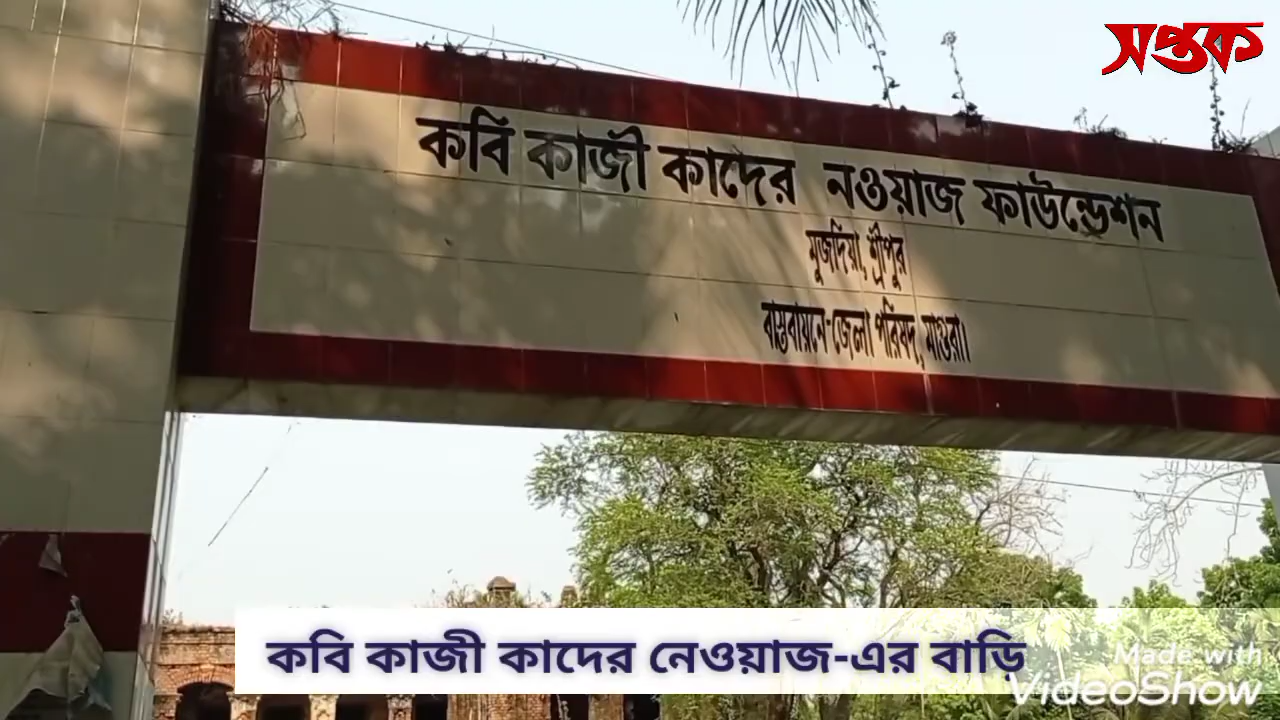 সপ্তক
কবি কাজী কাদের নওয়াজ ফাউন্ডেশন
মুজদিয়া, শ্রীপুর
বাস্তবায়নে-জেলা পরিষদ, মাগুরা।
কবি কাজী কাদের নেওয়াজ-এর বাড়ি
Made with
VideoShow